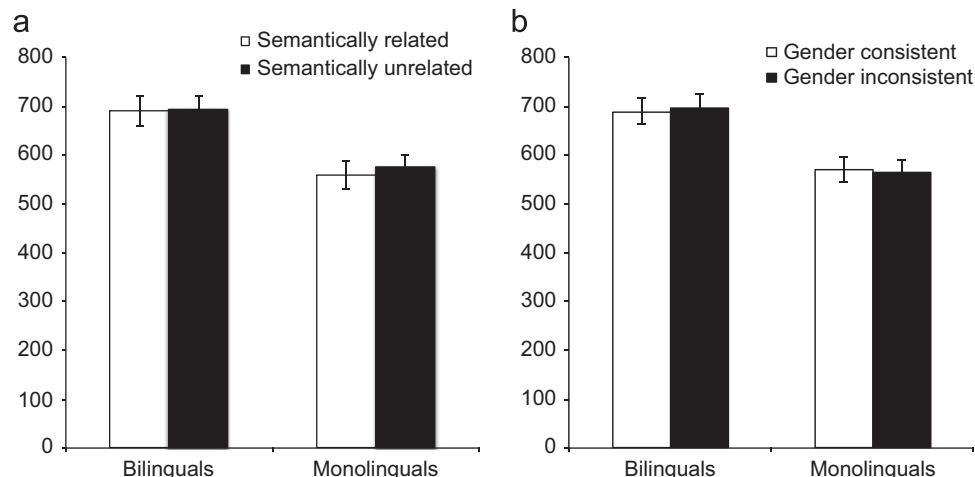 a
Semantically related
Semantically unrelated
800
700
600
500
400
300
200
100
0
Bilinguals Monolinguals
b
Gender consistent
Gender inconsistent
800
700
600
500
400
300
200
100
0
Bilinguals Monolinguals